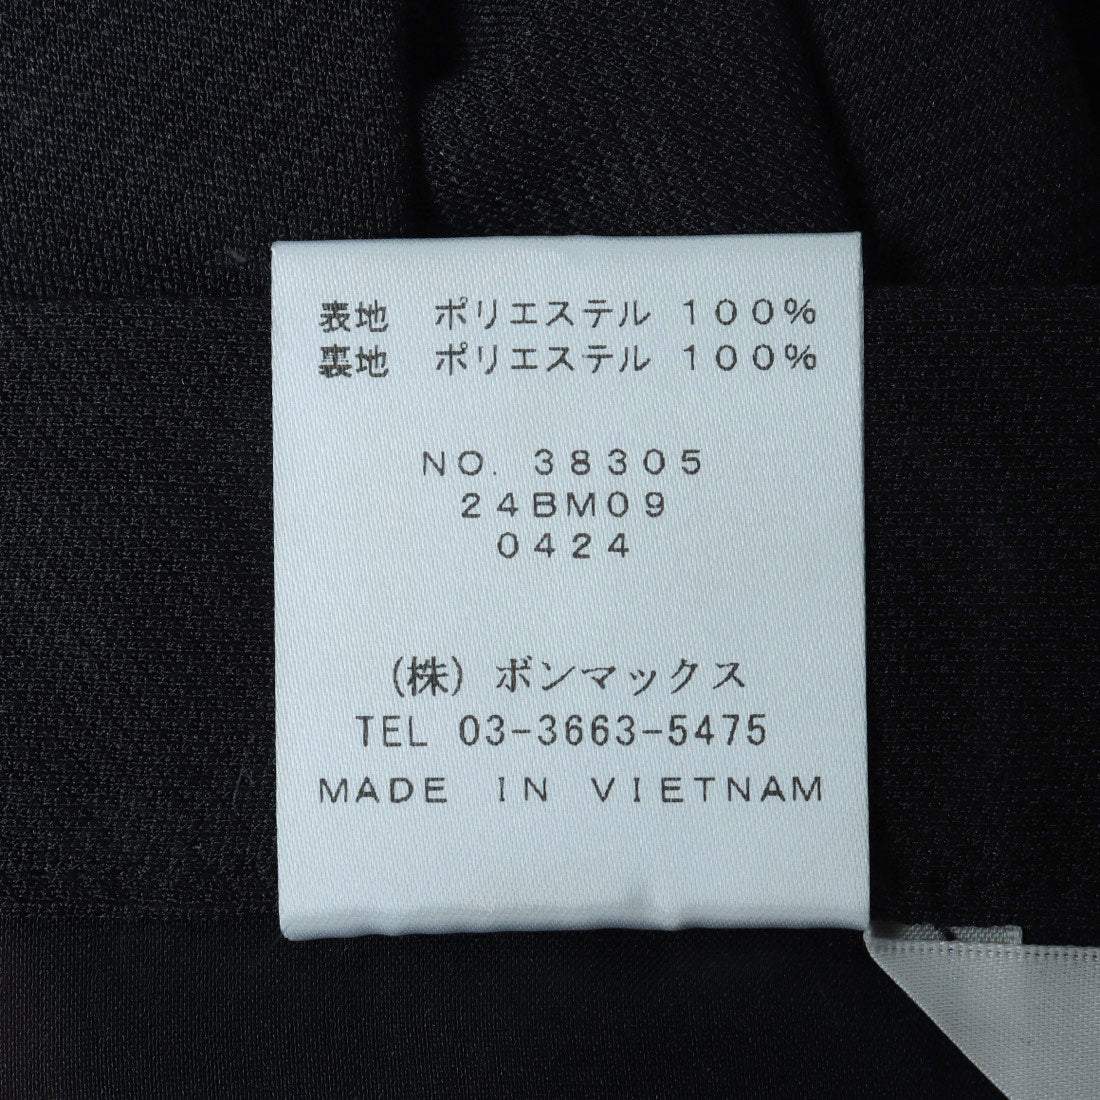 表地 ポリエステル 100%
裏地 ポリエステル 100%
NO. 38305
24BM09
0424
(株) ボンマックス
TEL 03-3663-5475
MADE IN VIETNAM